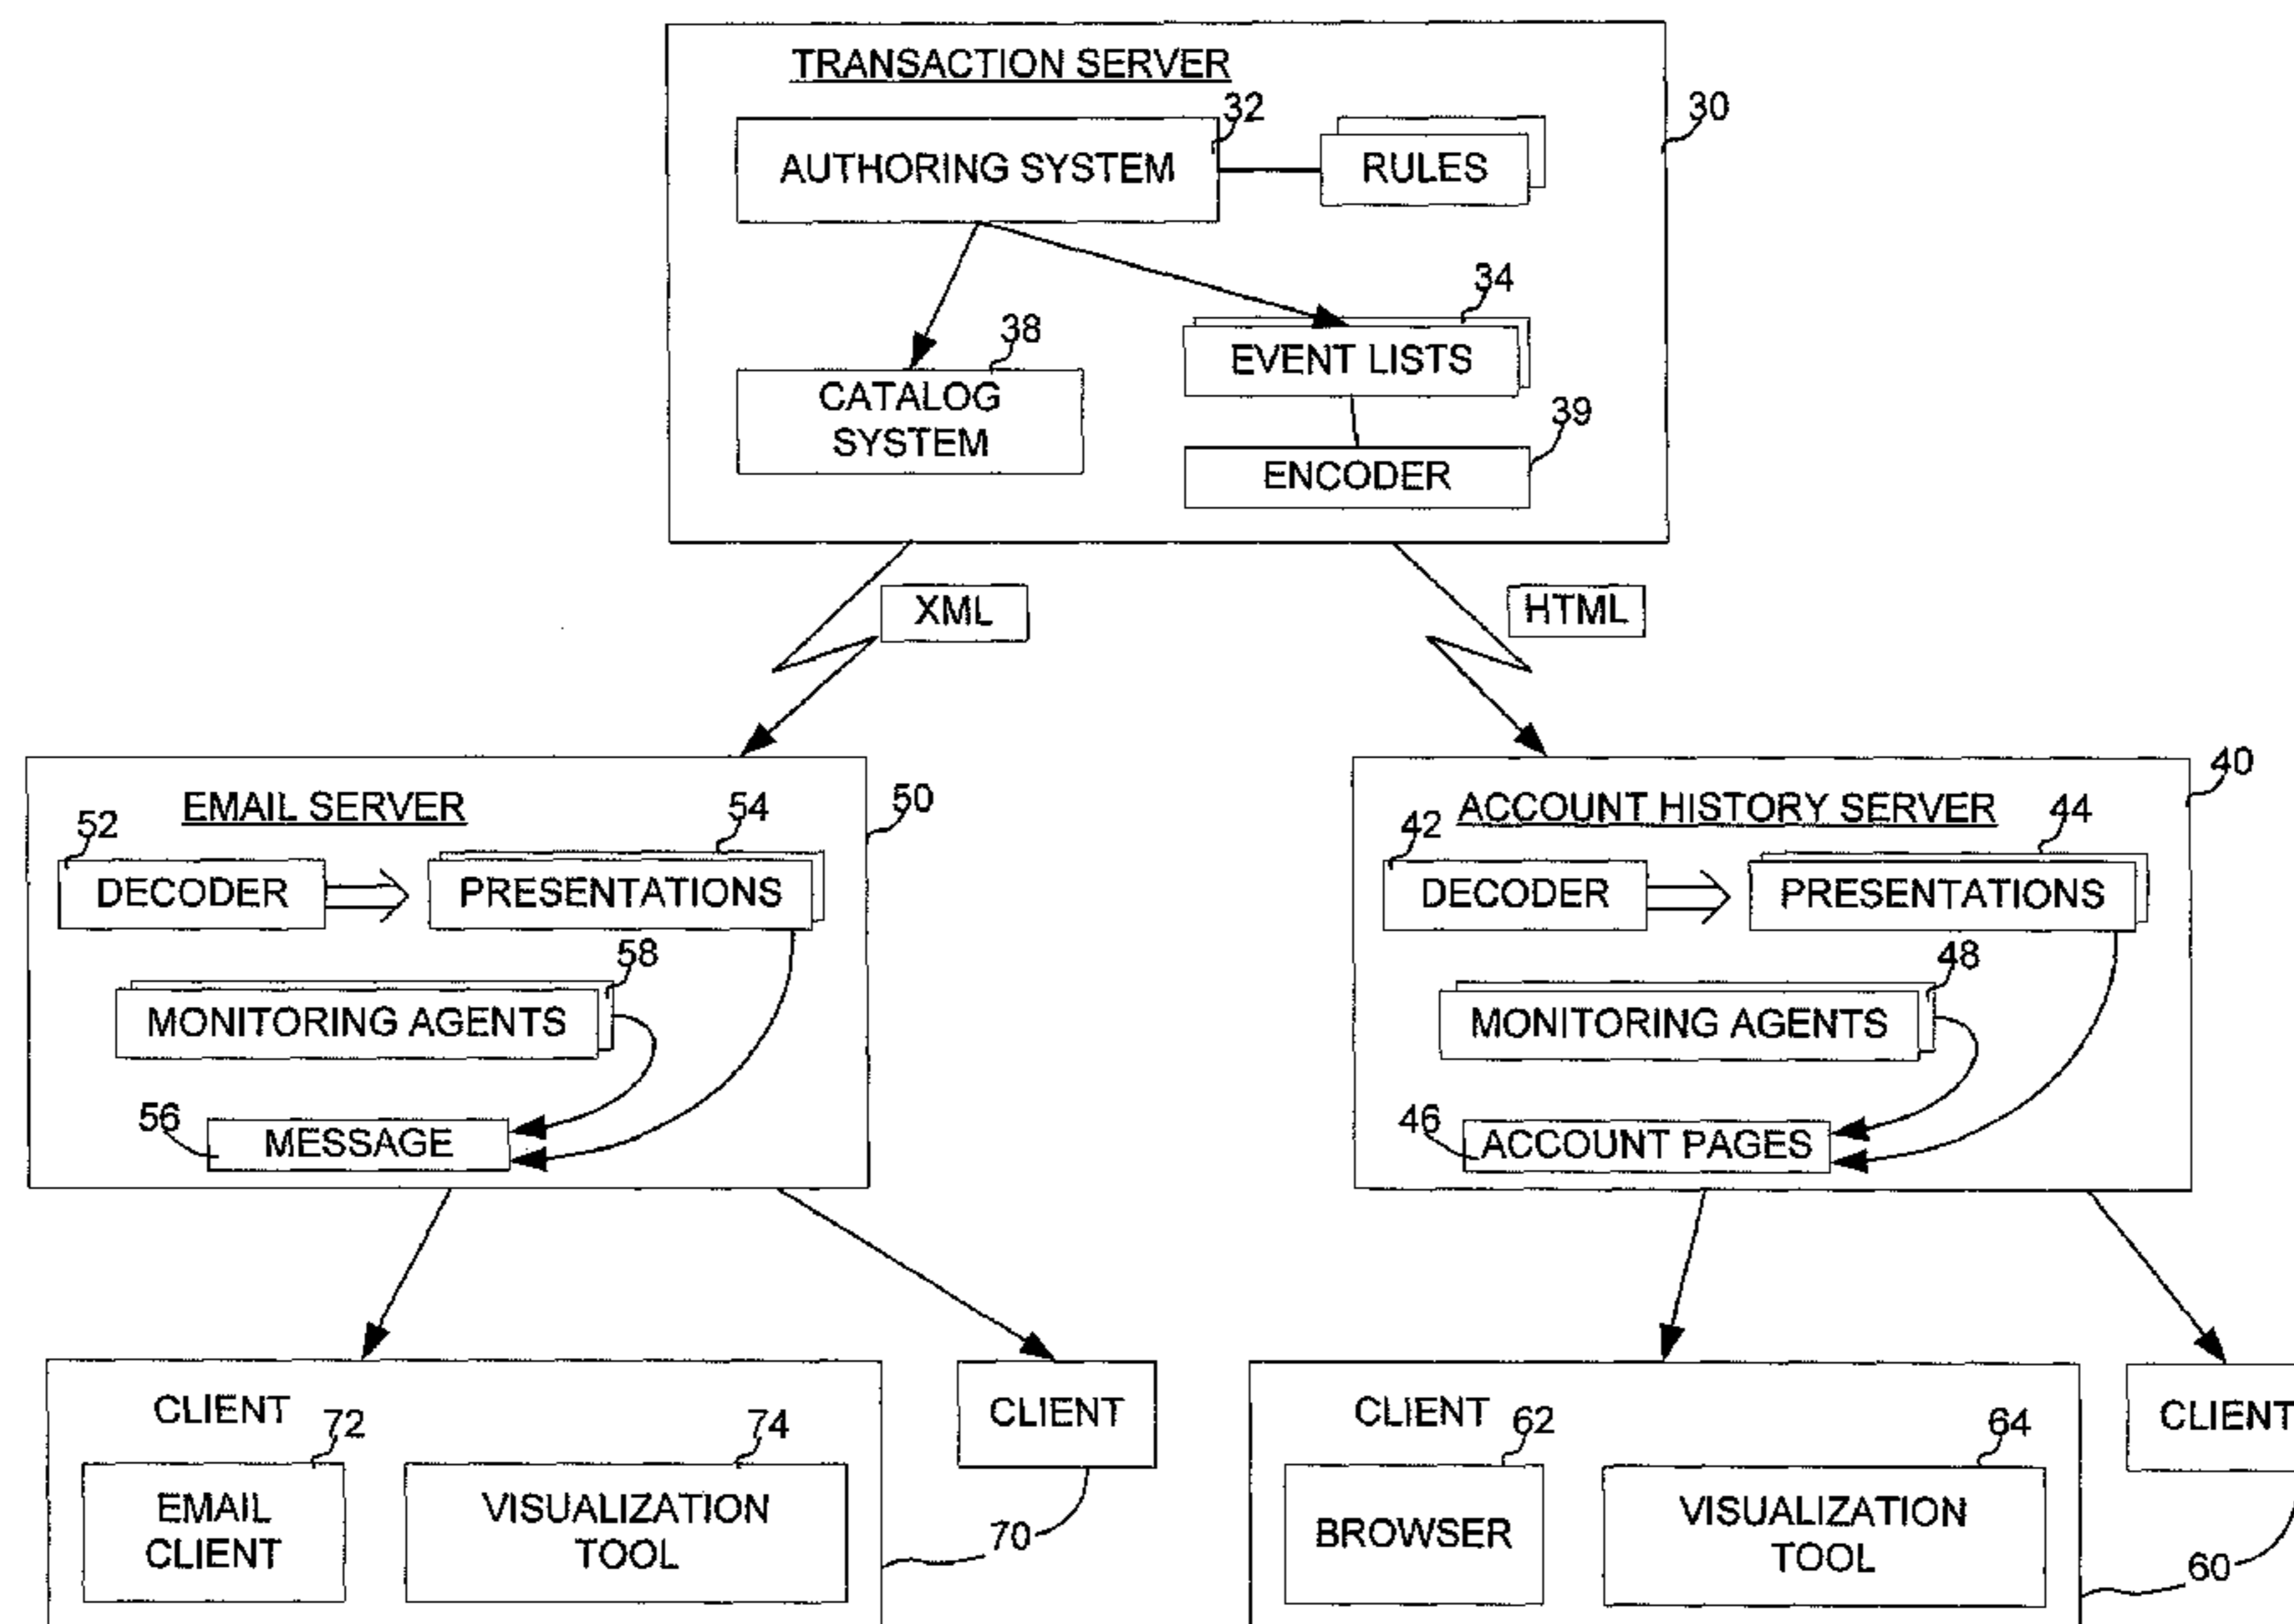 TRANSACTION SERVER
30
32
AUTHORING SYSTEM
RULES
34
EVENT LISTS
38
CATALOG
SYSTEM
39
ENCODER
XML
HTML
EMAIL SERVER
50
52
DECODER
54
PRESENTATIONS
58
MONITORING AGENTS
56
MESSAGE
ACCOUNT HISTORY SERVER
40
42
DECODER
44
PRESENTATIONS
48
MONITORING AGENTS
46
ACCOUNT PAGES
CLIENT
72
EMAIL
CLIENT
74
VISUALIZATION
TOOL
CLIENT
70
CLIENT
62
BROWSER
64
VISUALIZATION
TOOL
CLIENT
60